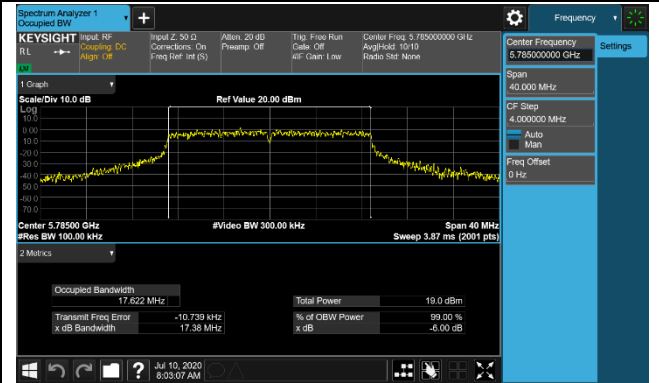 Spectrum Analyzer 1
Occupied BW
Frequency
KEYSIGHT
RL
Input: RF
Coupling: DC
Align: Off
Input Z: 50 Ω
Corrections: On
Freq Ref: Int (S)
Atten: 20 dB
Preamp: Off
Trig: Free Run
Gate: Off
#IF Gain: Low
Center Freq: 5.785000000 GHz
Avg|Hold: 10/10
Radio Std: None
Center Frequency
5.785000000 GHz
Settings
Span
40.000 MHz
CF Step
4.000000 MHz
Auto
Man
Freq Offset
0 Hz
1 Graph
Scale/Div 10.0 dB
Ref Value 20.00 dBm
Log
10.0
0.00
-10.0
-20.0
-30.0
-40.0
-50.0
-60.0
-70.0
Center 5.78500 GHz
#Video BW 300.00 kHz
Span 40 MHz
#Res BW 100.00 kHz
Sweep 3.87 ms (2001 pts)
2 Metrics
Occupied Bandwidth
17.622 MHz
Total Power 19.0 dBm
Transmit Freq Error -10.739 kHz
% of OBW Power 99.00 %
x dB Bandwidth 17.38 MHz
x dB -6.00 dB
?
Jul 10, 2020
8:03:07 AM